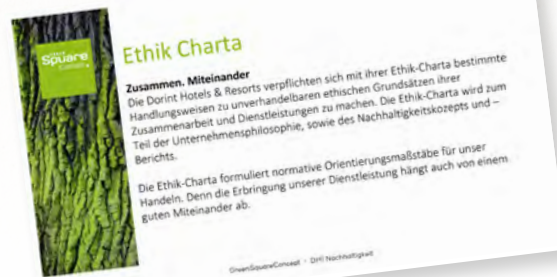 Green
Square
Concept
Ethik Charta
Zusammen. Miteinander
Die Dorint Hotels & Resorts verpflichten sich mit ihrer Ethik-Charta bestimmte
Handlungsweisen zu unverhandelbaren ethischen Grundsätzen ihrer
Zusammenarbeit und Dienstleistungen zu machen. Die Ethik-Charta wird zum
Teil der Unternehmensphilosophie, sowie des Nachhaltigkeitskozepts und –
Berichts.
Die Ethik-Charta formuliert normative Orientierungsmaßstäbe für unser
Handeln. Denn die Erbringung unserer Dienstleistung hängt auch von einem
guten Miteinander ab.
GreenSquareConcept · DHI Nachhaltigkeit